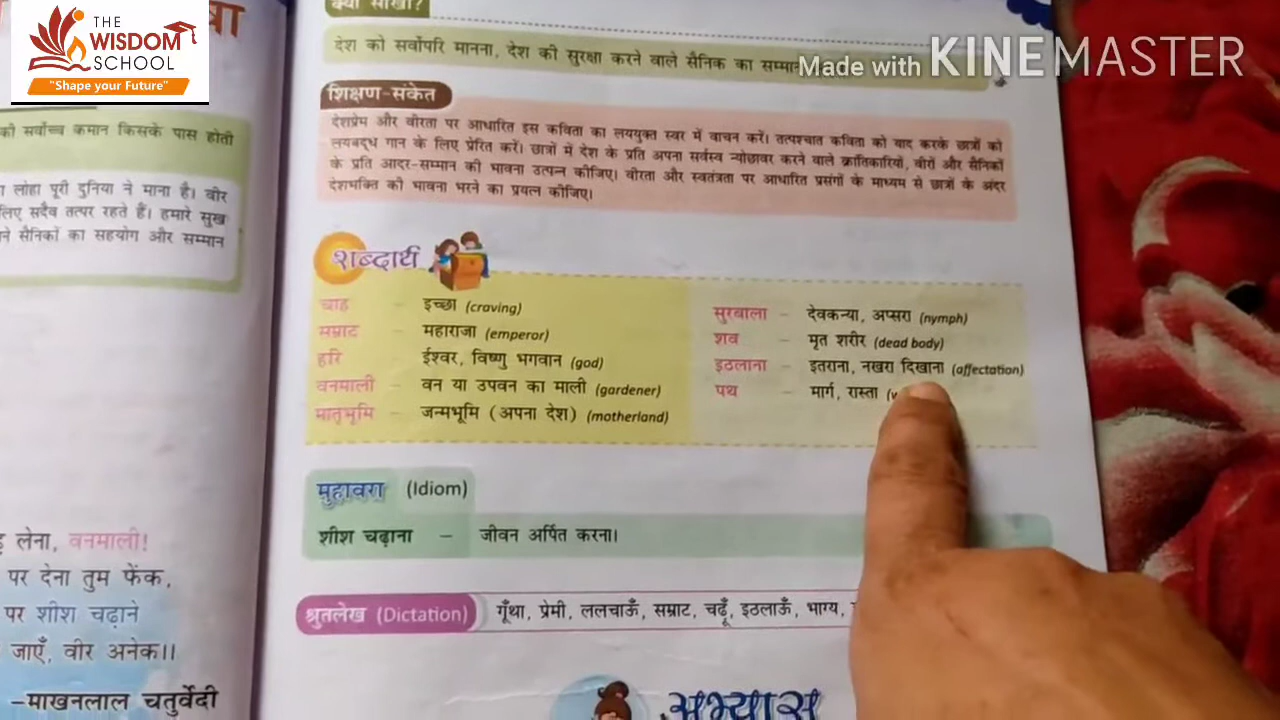 THE
WISDOM
SCHOOL
"Shape your Future"
Made with KINEMASTER
की सर्वोच्च कमान किसके पास होती
लोहा पूरी दुनिया ने माना है। वीर
लिए सदैव तत्पर रहते हैं। हमारे सुख
ने सैनिकों का सहयोग और सम्मान
लेना, वनमाली!
पर देना तुम फेंक,
पर शीश चढ़ाने
जाएँ, वीर अनेक।।
–माखनलाल चतुर्वेदी
क्या सीखा?
देश को सर्वोपरि मानना, देश की सुरक्षा करने वाले सैनिक का सम्मान
शिक्षण-संकेत
देशप्रेम और वीरता पर आधारित इस कविता का लययुक्त स्वर में वाचन करें। तत्पश्चात कविता को याद करके छात्रों को
लयबद्ध गान के लिए प्रेरित करें। छात्रों में देश के प्रति अपना सर्वस्व न्योछावर करने वाले क्रांतिकारियों, वीरों और सैनिकों
के प्रति आदर-सम्मान की भावना उत्पन्न कीजिए। वीरता और स्वतंत्रता पर आधारित प्रसंगों के माध्यम से छात्रों के अंदर
देशभक्ति की भावना भरने का प्रयत्न कीजिए।
शब्दार्थ
चाह – इच्छा (craving)
सम्राट – महाराजा (emperor)
हरि – ईश्वर, विष्णु भगवान (god)
वनमाली – वन या उपवन का माली (gardener)
मातृभूमि – जन्मभूमि (अपना देश) (motherland)
सुरबाला – देवकन्या, अप्सरा (nymph)
शव – मृत शरीर (dead body)
इठलाना – इतराना, नखरा दिखाना (affectation)
पथ – मार्ग, रास्ता
मुहावरा (Idiom)
शीश चढ़ाना – जीवन अर्पित करना।
श्रुतलेख (Dictation) गूँथा, प्रेमी, ललचाऊँ, सम्राट, चढ़ूँ, इठलाऊँ, भाग्य,
अभ्यास